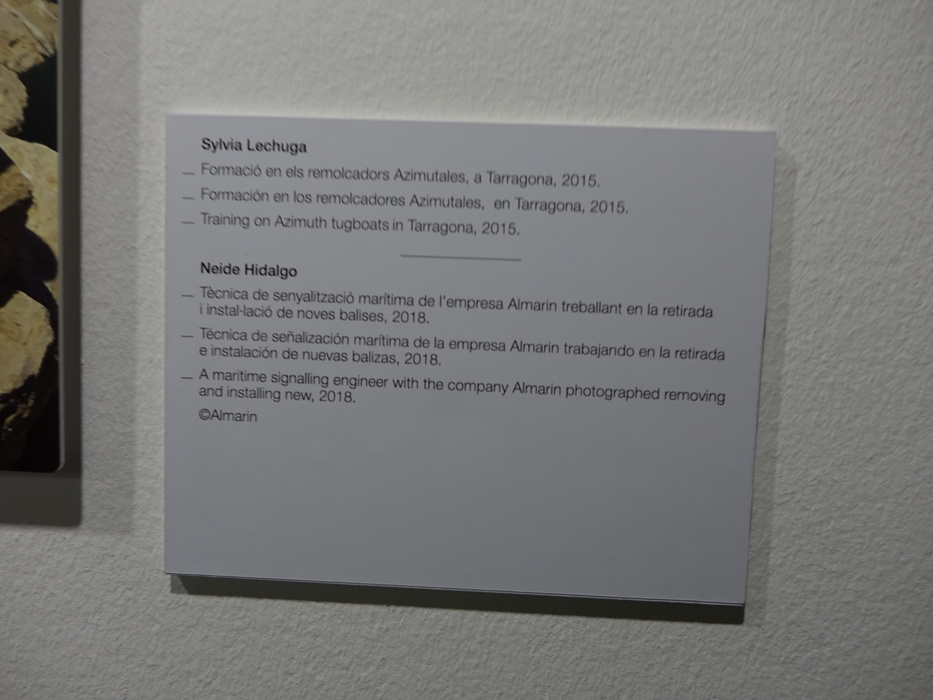 Sylvia Lechuga
— Formació en els remolcadors Azimutales, a Tarragona, 2015.
— Formación en los remolcadores Azimutales, en Tarragona, 2015.
— Training on Azimuth tugboats in Tarragona, 2015.
Neide Hidalgo
— Tècnica de senyalització marítima de l'empresa Almarin treballant en la retirada
i instal·lació de noves balises, 2018.
— Técnica de señalización marítima de la empresa Almarin trabajando en la retirada
e instalación de nuevas balizas, 2018.
— A maritime signalling engineer with the company Almarin photographed removing
and installing new, 2018.
©Almarin